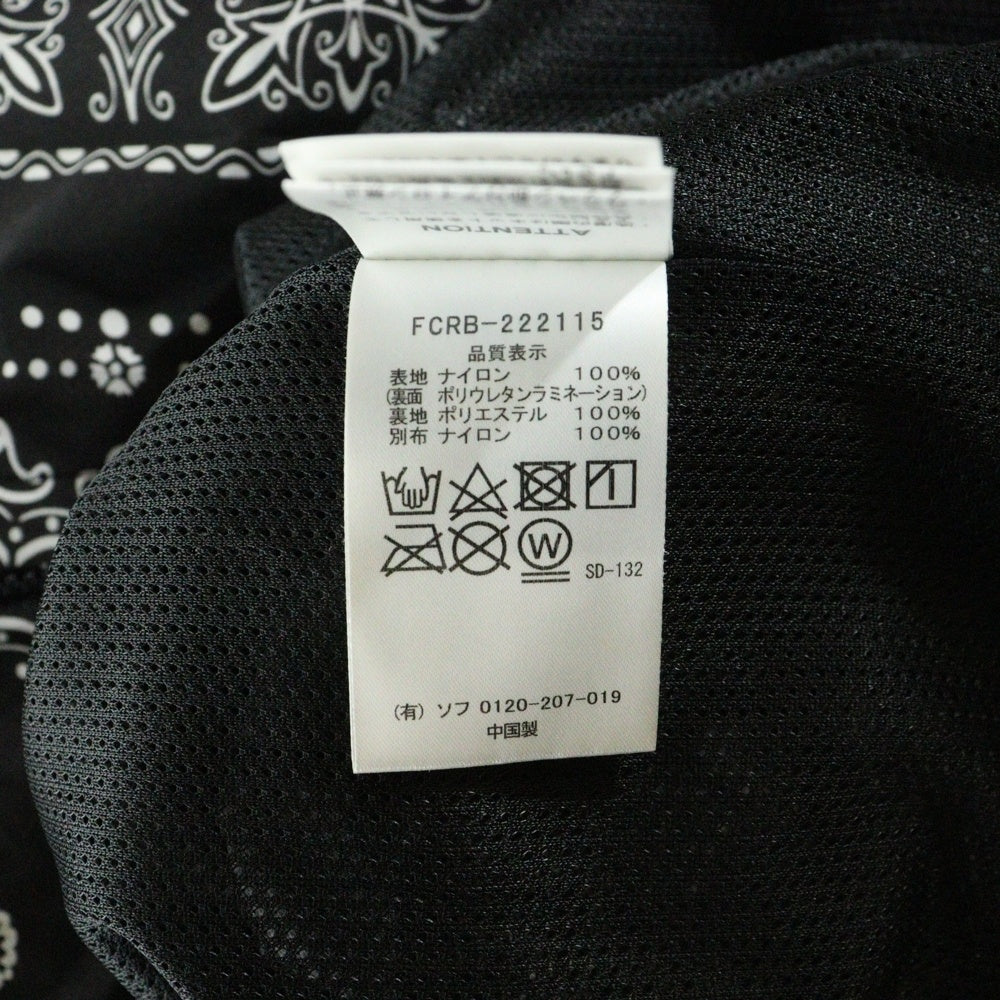 ATTENTION
FCRB-222115
品質表示
表地 ナイロン 100%
(裏面 ポリウレタンラミネーション)
裏地 ポリエステル 100%
別布 ナイロン 100%
W
SD-132
(有) ソフ 0120-207-019
中国製